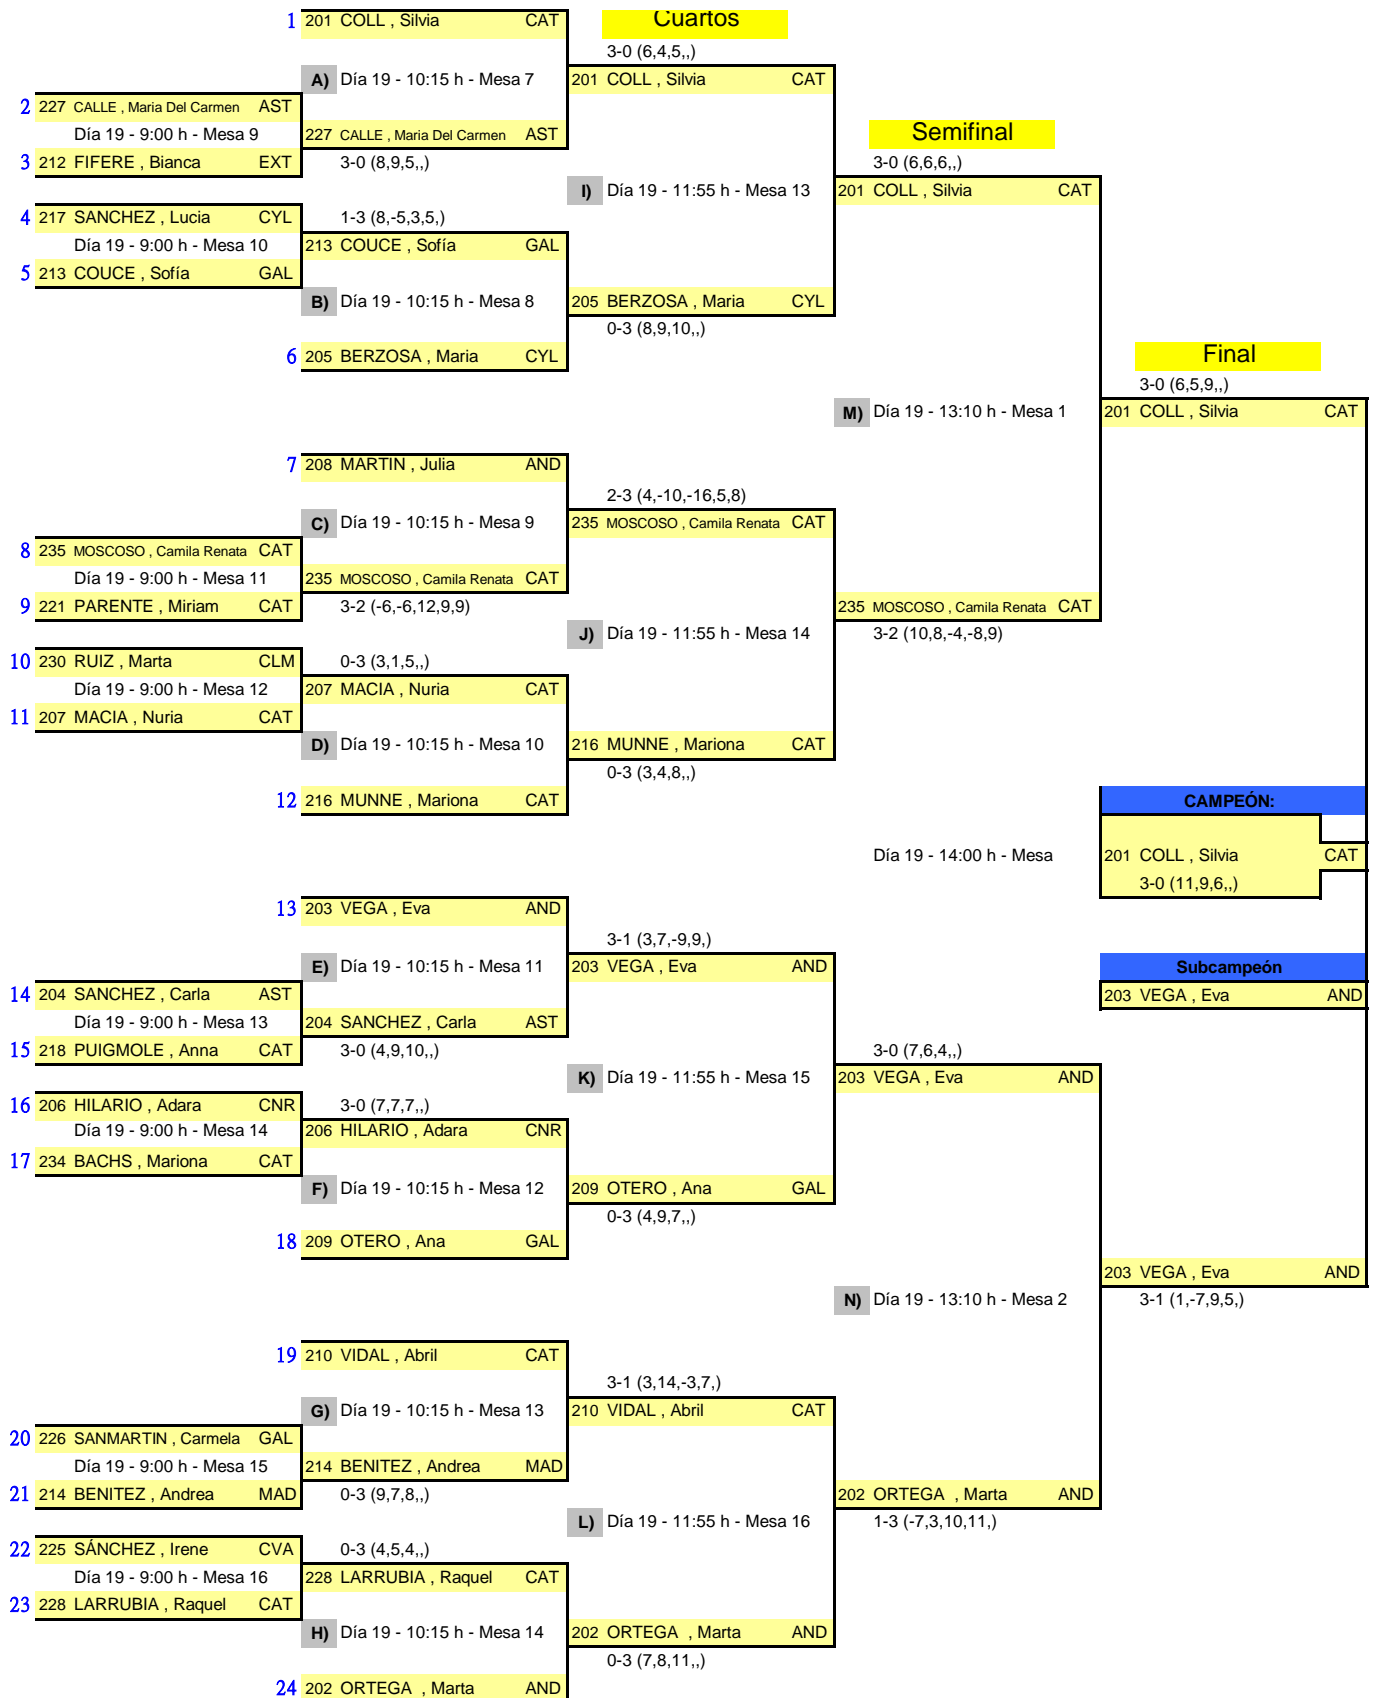 1 201 COLL , Silvia CAT
Cuartos
3-0 (6,4,5,,)
A) Día 19 - 10:15 h - Mesa 7
201 COLL , Silvia CAT
2 227 CALLE , Maria Del Carmen AST
Día 19 - 9:00 h - Mesa 9
227 CALLE , Maria Del Carmen AST
Semifinal
3 212 FIFERE , Bianca EXT
3-0 (8,9,5,,)
3-0 (6,6,6,,)
I) Día 19 - 11:55 h - Mesa 13
201 COLL , Silvia CAT
4 217 SANCHEZ , Lucia CYL
1-3 (8,-5,3,5,)
Día 19 - 9:00 h - Mesa 10
213 COUCE , Sofía GAL
5 213 COUCE , Sofía GAL
B) Día 19 - 10:15 h - Mesa 8
205 BERZOSA , Maria CYL
0-3 (8,9,10,,)
6 205 BERZOSA , Maria CYL
Final
3-0 (6,5,9,,)
M) Día 19 - 13:10 h - Mesa 1
201 COLL , Silvia CAT
7 208 MARTIN , Julia AND
2-3 (4,-10,-16,5,8)
C) Día 19 - 10:15 h - Mesa 9
235 MOSCOSO , Camila Renata CAT
8 235 MOSCOSO , Camila Renata CAT
Día 19 - 9:00 h - Mesa 11
235 MOSCOSO , Camila Renata CAT
9 221 PARENTE , Miriam CAT
3-2 (-6,-6,12,9,9)
235 MOSCOSO , Camila Renata CAT
J) Día 19 - 11:55 h - Mesa 14
3-2 (10,8,-4,-8,9)
10 230 RUIZ , Marta CLM
0-3 (3,1,5,,)
Día 19 - 9:00 h - Mesa 12
207 MACIA , Nuria CAT
11 207 MACIA , Nuria CAT
D) Día 19 - 10:15 h - Mesa 10
216 MUNNE , Mariona CAT
0-3 (3,4,8,,)
12 216 MUNNE , Mariona CAT
CAMPEÓN:
Día 19 - 14:00 h - Mesa
201 COLL , Silvia CAT
3-0 (11,9,6,,)
13 203 VEGA , Eva AND
3-1 (3,7,-9,9,)
E) Día 19 - 10:15 h - Mesa 11
203 VEGA , Eva AND
Subcampeón
14 204 SANCHEZ , Carla AST
203 VEGA , Eva AND
Día 19 - 9:00 h - Mesa 13
204 SANCHEZ , Carla AST
15 218 PUIGMOLE , Anna CAT
3-0 (4,9,10,,)
3-0 (7,6,4,,)
K) Día 19 - 11:55 h - Mesa 15
203 VEGA , Eva AND
16 206 HILARIO , Adara CNR
3-0 (7,7,7,,)
Día 19 - 9:00 h - Mesa 14
206 HILARIO , Adara CNR
17 234 BACHS , Mariona CAT
F) Día 19 - 10:15 h - Mesa 12
209 OTERO , Ana GAL
0-3 (4,9,7,,)
18 209 OTERO , Ana GAL
203 VEGA , Eva AND
N) Día 19 - 13:10 h - Mesa 2
3-1 (1,-7,9,5,)
19 210 VIDAL , Abril CAT
3-1 (3,14,-3,7,)
G) Día 19 - 10:15 h - Mesa 13
210 VIDAL , Abril CAT
20 226 SANMARTIN , Carmela GAL
Día 19 - 9:00 h - Mesa 15
214 BENITEZ , Andrea MAD
21 214 BENITEZ , Andrea MAD
0-3 (9,7,8,,)
202 ORTEGA , Marta AND
L) Día 19 - 11:55 h - Mesa 16
1-3 (-7,3,10,11,)
22 225 SÁNCHEZ , Irene CVA
0-3 (4,5,4,,)
Día 19 - 9:00 h - Mesa 16
228 LARRUBIA , Raquel CAT
23 228 LARRUBIA , Raquel CAT
H) Día 19 - 10:15 h - Mesa 14
202 ORTEGA , Marta AND
0-3 (7,8,11,,)
24 202 ORTEGA , Marta AND